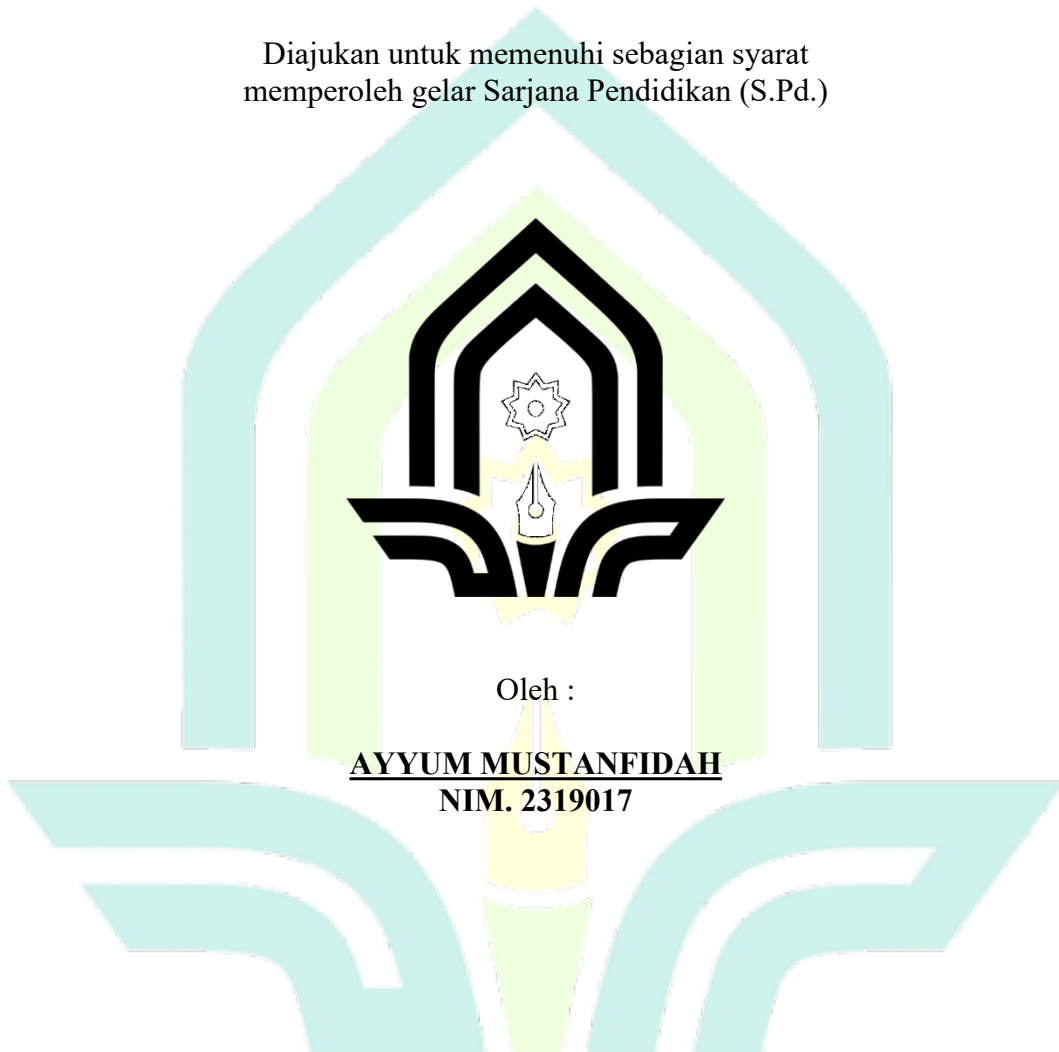 Diajukan untuk memenuhi sebagian syarat
memperoleh gelar Sarjana Pendidikan (S.Pd.)
Oleh :
AYYUM MUSTANFIDAH
NIM. 2319017